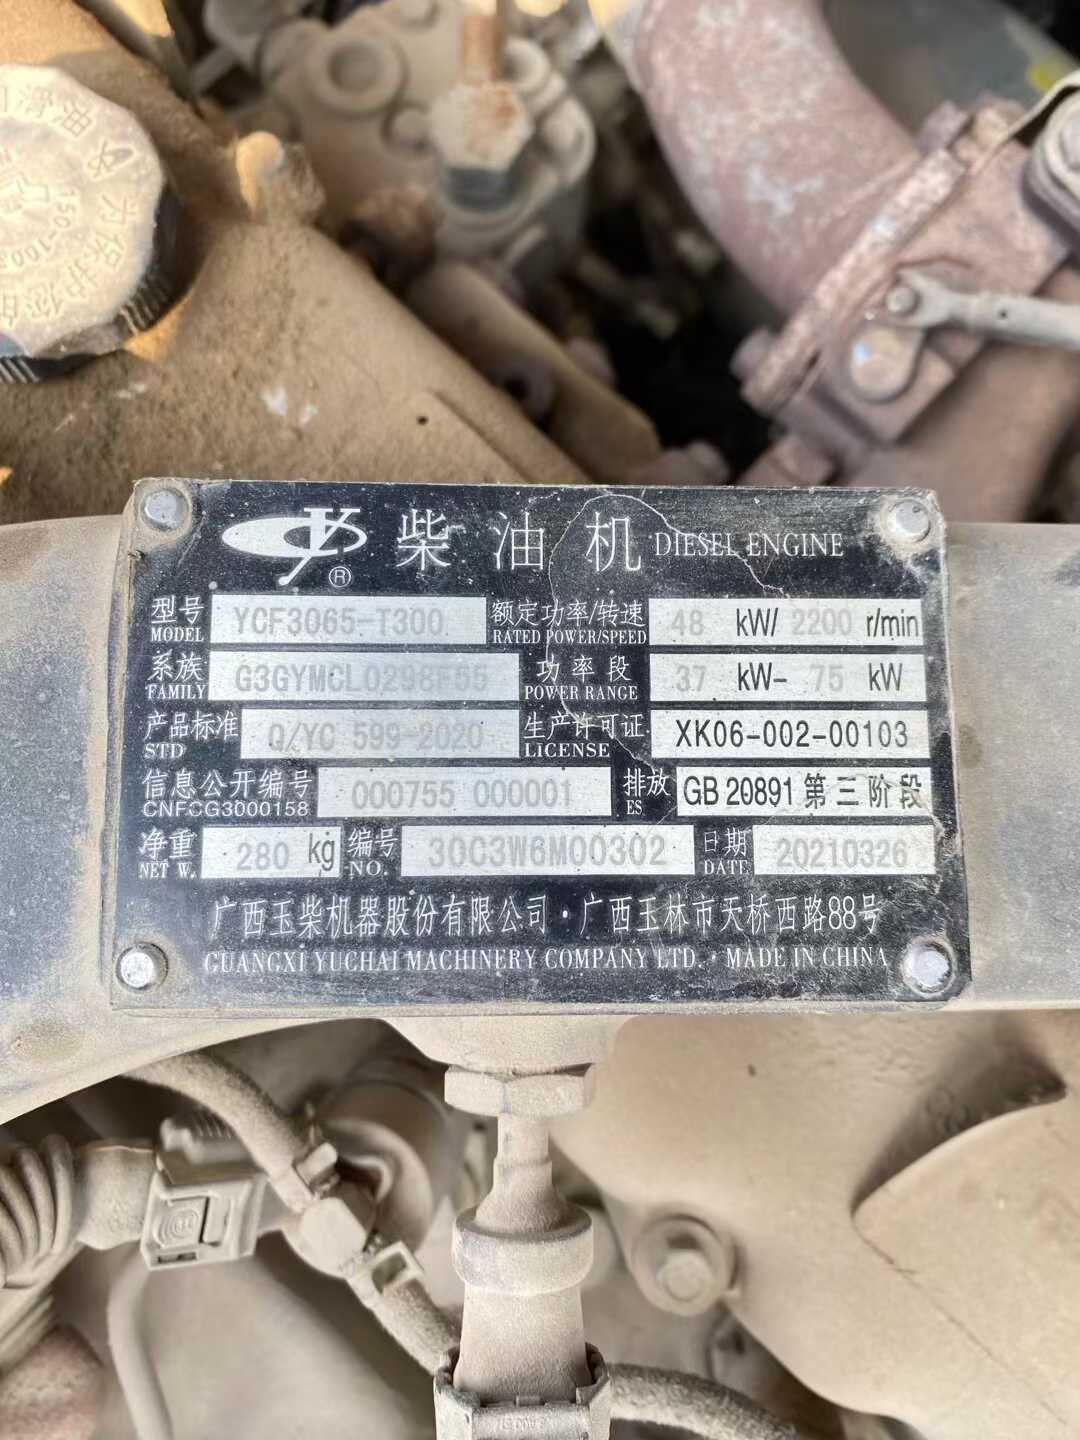 柴油机 DIESEL ENGINE
型号 MODEL YCF3065-T300 额定功率/转速 RATED POWER/SPEED 48 kW/ 2200 r/min
系族 FAMILY 功率段 POWER RANGE 37 kW- 75 kW
产品标准 STD Q/YC 599-2020 生产许可证 LICENSE XK06-002-00103
信息公开编号 CNFCG3000158 000755 000001 排放 ES GB 20891 第三阶段
净重 NET W. 280 kg 编号 NO. 30C3W6M00302 日期 DATE 20210326
广西玉柴机器股份有限公司·广西玉林市天桥西路88号
GUANGXI YUCHAI MACHINERY COMPANY LTD.·MADE IN CHINA